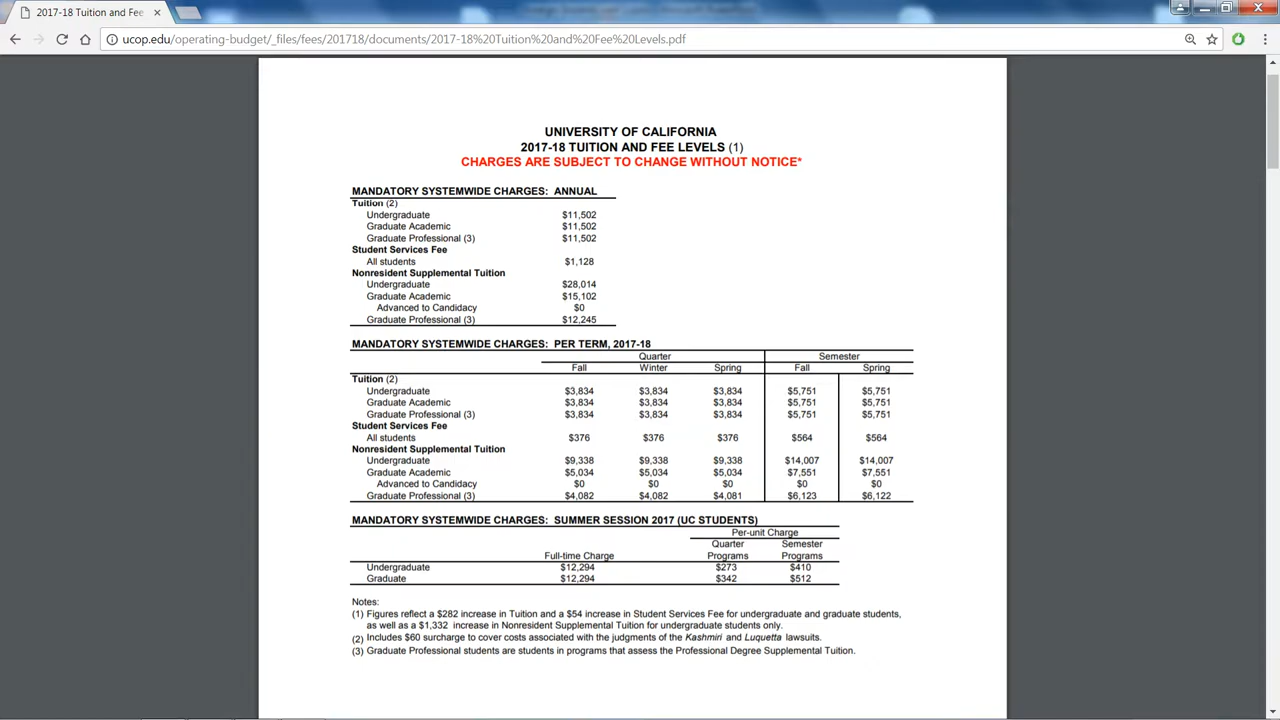 2017-18 Tuition and Fee
ucop.edu/operating-budget/_files/fees/201718/documents/2017-18%20Tuition%20and%20Fee%20Levels.pdf
UNIVERSITY OF CALIFORNIA
2017-18 TUITION AND FEE LEVELS (1)
CHARGES ARE SUBJECT TO CHANGE WITHOUT NOTICE*
MANDATORY SYSTEMWIDE CHARGES: ANNUAL
Tuition (2)
Undergraduate $11,502
Graduate Academic $11,502
Graduate Professional (3) $11,502
Student Services Fee
All students $1,128
Nonresident Supplemental Tuition
Undergraduate $28,014
Graduate Academic $15,102
Advanced to Candidacy $0
Graduate Professional (3) $12,245
MANDATORY SYSTEMWIDE CHARGES: PER TERM, 2017-18
Quarter Semester
Fall Winter Spring Fall Spring
Tuition (2)
Undergraduate $3,834 $3,834 $3,834 $5,751 $5,751
Graduate Academic $3,834 $3,834 $3,834 $5,751 $5,751
Graduate Professional (3) $3,834 $3,834 $3,834 $5,751 $5,751
Student Services Fee
All students $376 $376 $376 $564 $564
Nonresident Supplemental Tuition
Undergraduate $9,338 $9,338 $9,338 $14,007 $14,007
Graduate Academic $5,034 $5,034 $5,034 $7,551 $7,551
Advanced to Candidacy $0 $0 $0 $0 $0
Graduate Professional (3) $4,082 $4,082 $4,081 $6,123 $6,122
MANDATORY SYSTEMWIDE CHARGES: SUMMER SESSION 2017 (UC STUDENTS)
Per-unit Charge
Quarter Semester
Full-time Charge Programs Programs
Undergraduate $12,294 $273 $410
Graduate $12,294 $342 $512
Notes:
(1) Figures reflect a $282 increase in Tuition and a $54 increase in Student Services Fee for undergraduate and graduate students,
as well as a $1,332 increase in Nonresident Supplemental Tuition for undergraduate students only.
(2) Includes $60 surcharge to cover costs associated with the judgments of the Kashmiri and Luquetta lawsuits.
(3) Graduate Professional students are students in programs that assess the Professional Degree Supplemental Tuition.